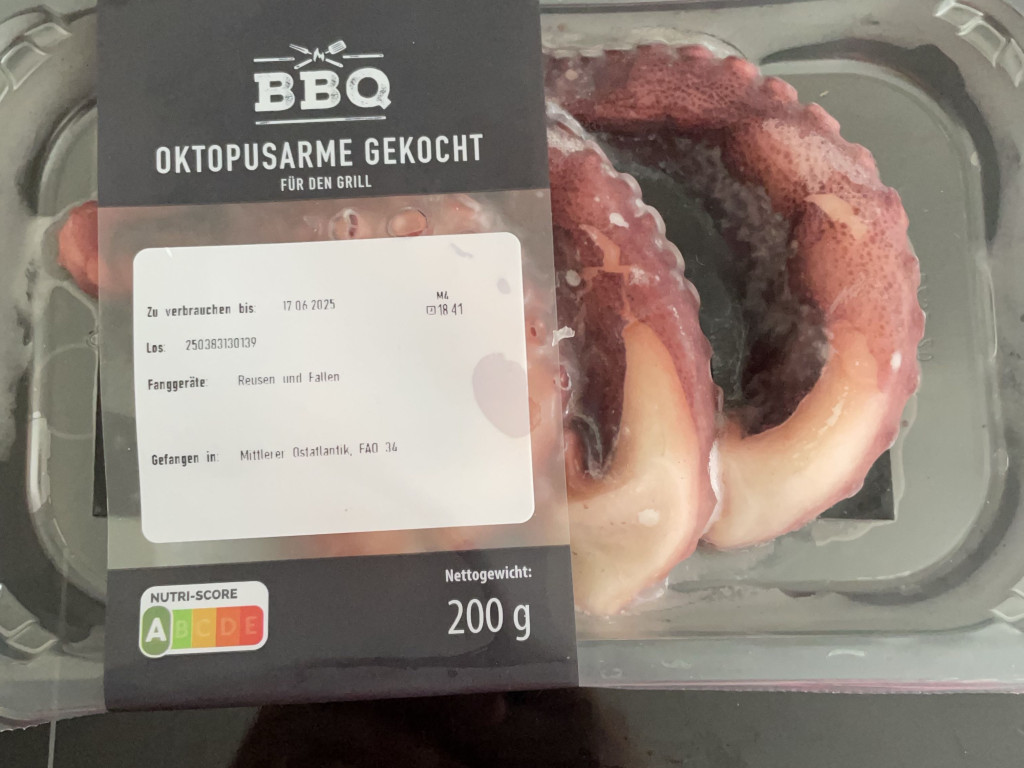 BBQ
OKTOPUSARME GEKOCHT
FÜR DEN GRILL
Zu verbrauchen bis: 17.06.2025
M4
18:41
Los: 250383130139
Fanggeräte: Reusen und Fallen
Gefangen in: Mittlerer Ostatlantik, FAO 34
NUTRI-SCORE
A B C D E
Nettogewicht:
200 g